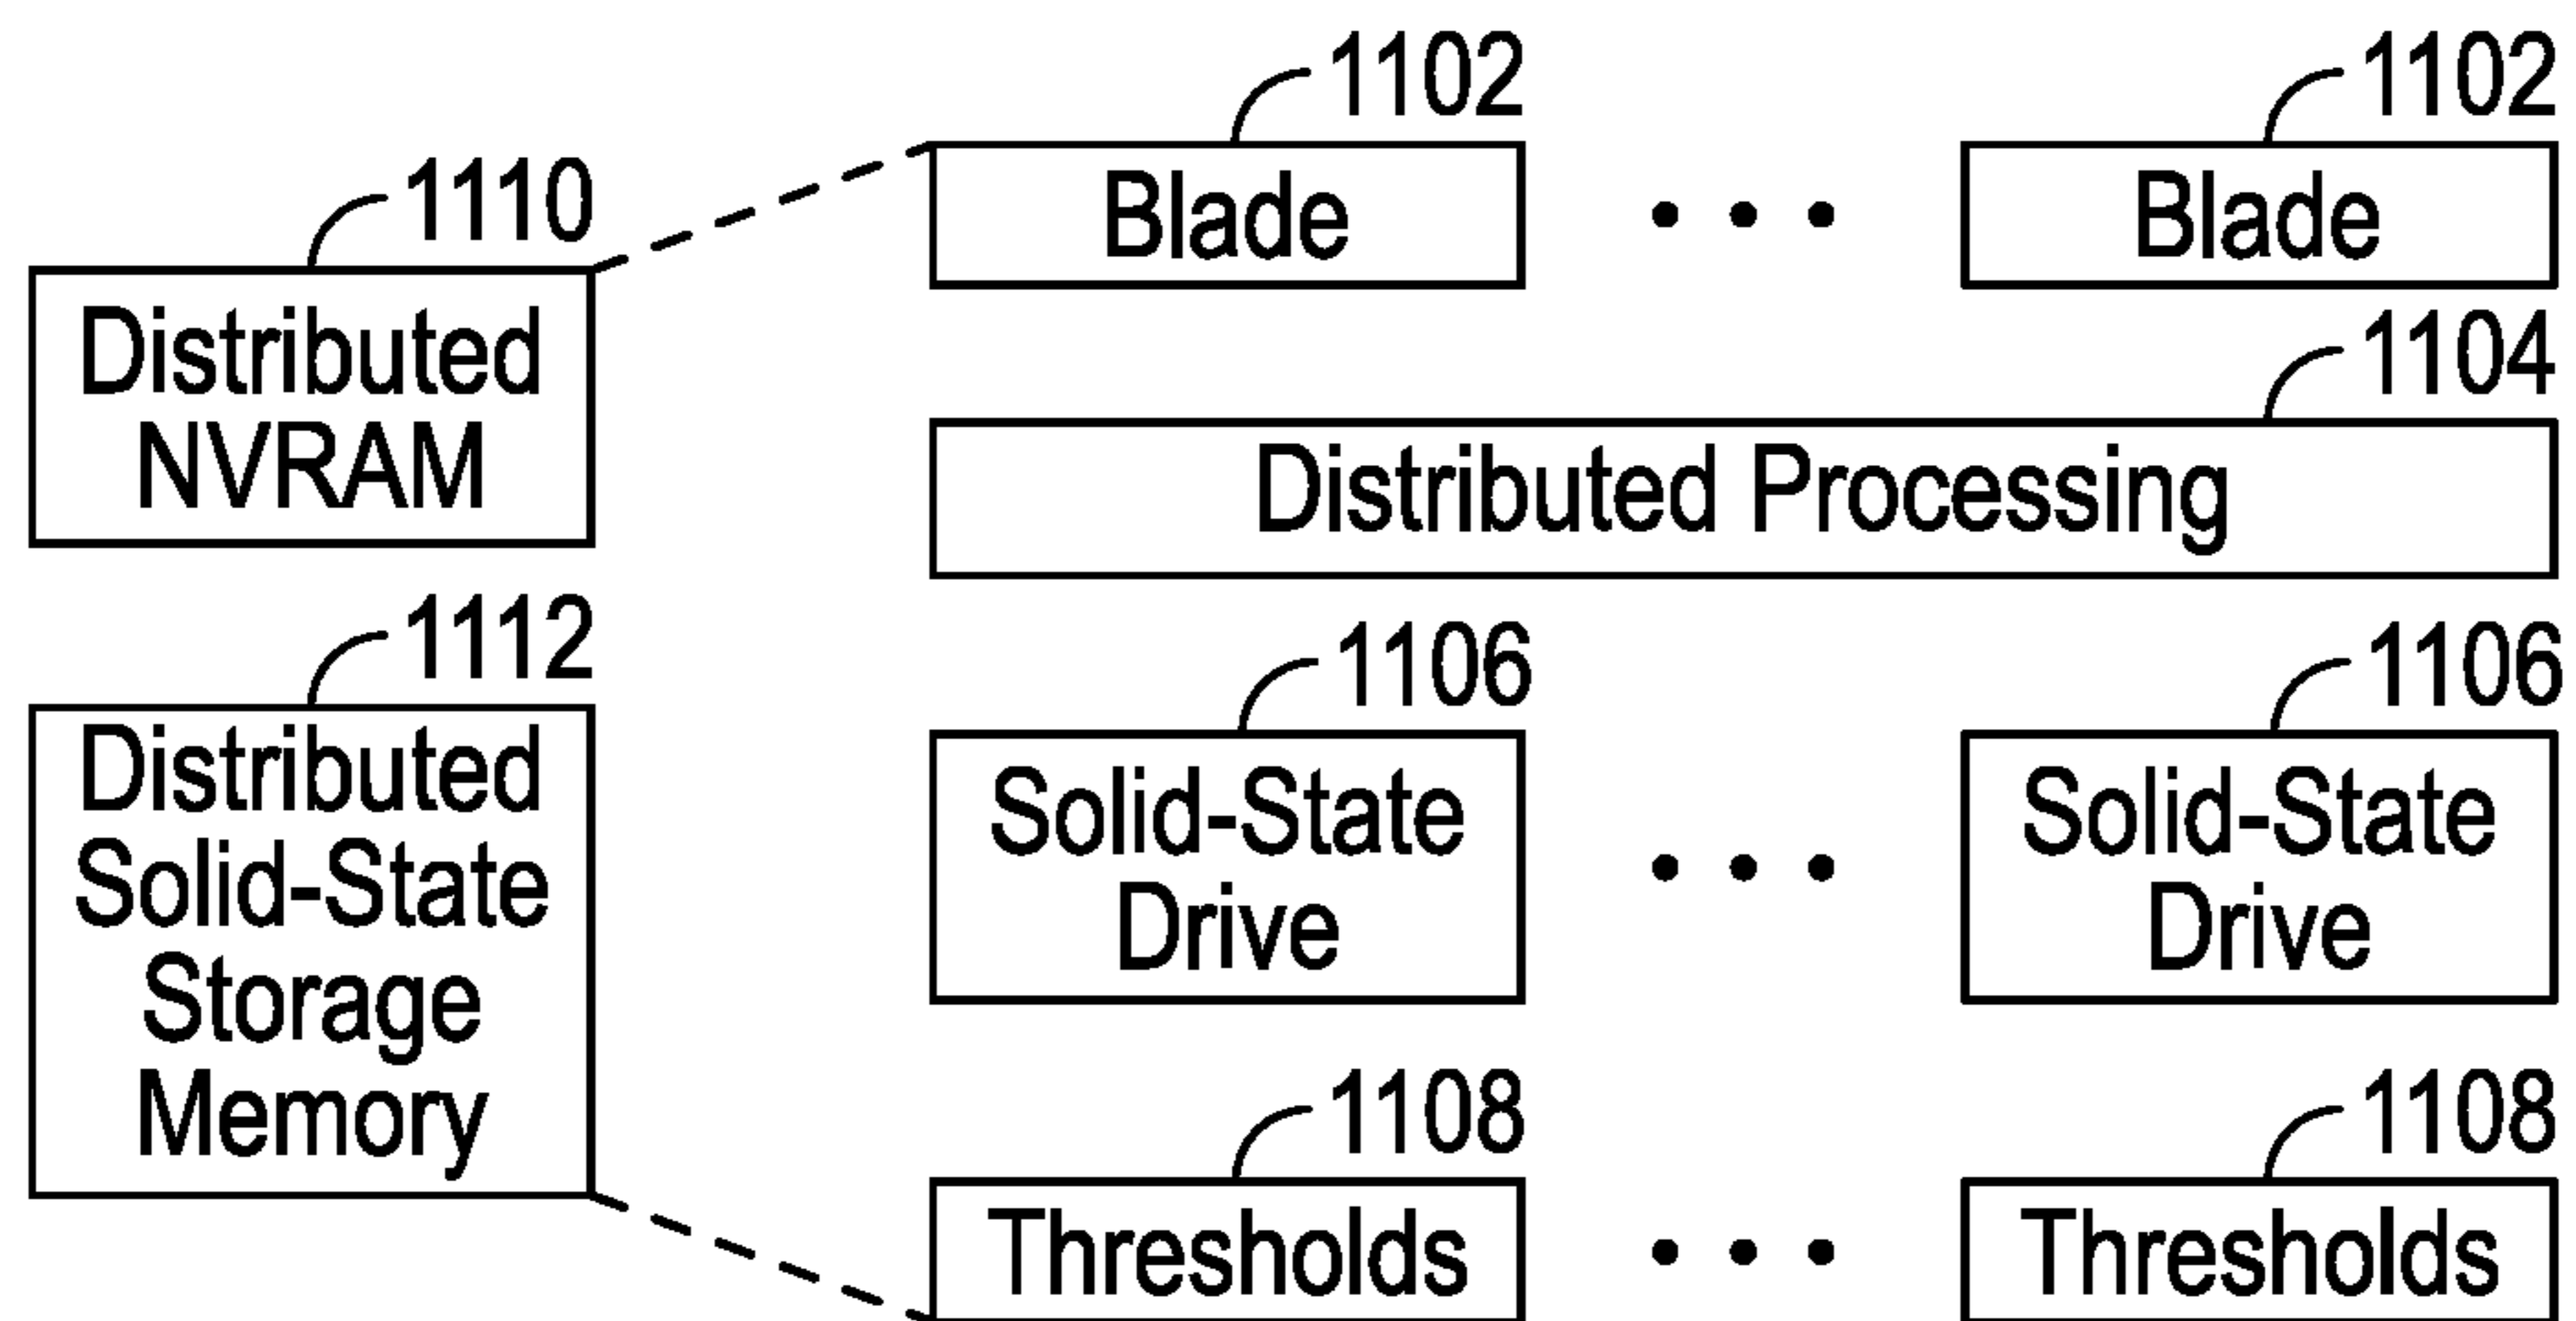 1102
1102
Blade
Blade
1110
Distributed
NVRAM
1104
Distributed Processing
1112
Distributed
Solid-State
Storage
Memory
1106
1106
Solid-State
Drive
Solid-State
Drive
1108
1108
Thresholds
Thresholds